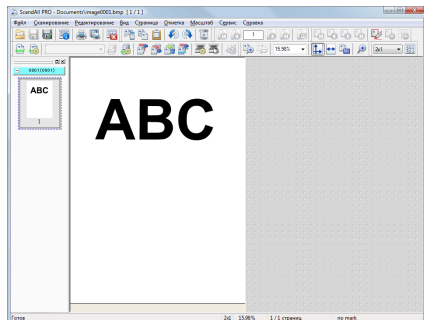 ScandAll PRO - Documents\image0001.bmp [ 1 / 1 ]
Файл Сканирование Редактирование Вид Страница Отметка Масштаб Сервис Справка
1
15.98%
2x1
0001(0001)
ABC
1
ABC
Готов
2x1 15.98% 1 / 1 страниц no mark